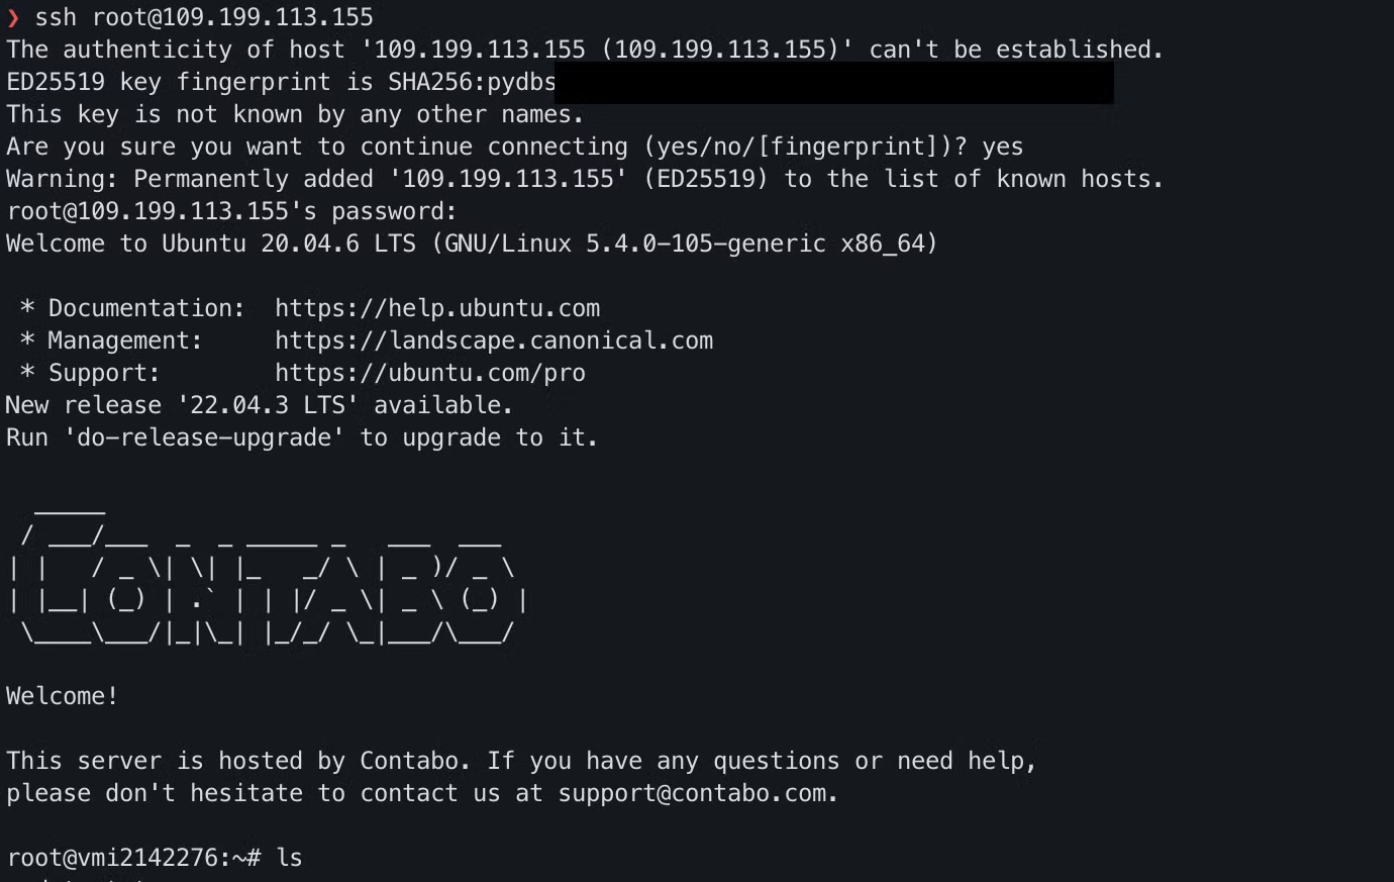 ❯ ssh root@109.199.113.155
The authenticity of host '109.199.113.155 (109.199.113.155)' can't be established.
ED25519 key fingerprint is SHA256:pydbs
This key is not known by any other names.
Are you sure you want to continue connecting (yes/no/[fingerprint])? yes
Warning: Permanently added '109.199.113.155' (ED25519) to the list of known hosts.
root@109.199.113.155's password:
Welcome to Ubuntu 20.04.6 LTS (GNU/Linux 5.4.0-105-generic x86_64)
* Documentation:  https://help.ubuntu.com
* Management:     https://landscape.canonical.com
* Support:        https://ubuntu.com/pro
New release '22.04.3 LTS' available.
Run 'do-release-upgrade' to upgrade to it.
CONTABO
Welcome!
This server is hosted by Contabo. If you have any questions or need help,
please don't hesitate to contact us at support@contabo.com.
root@vmi2142276:~# ls